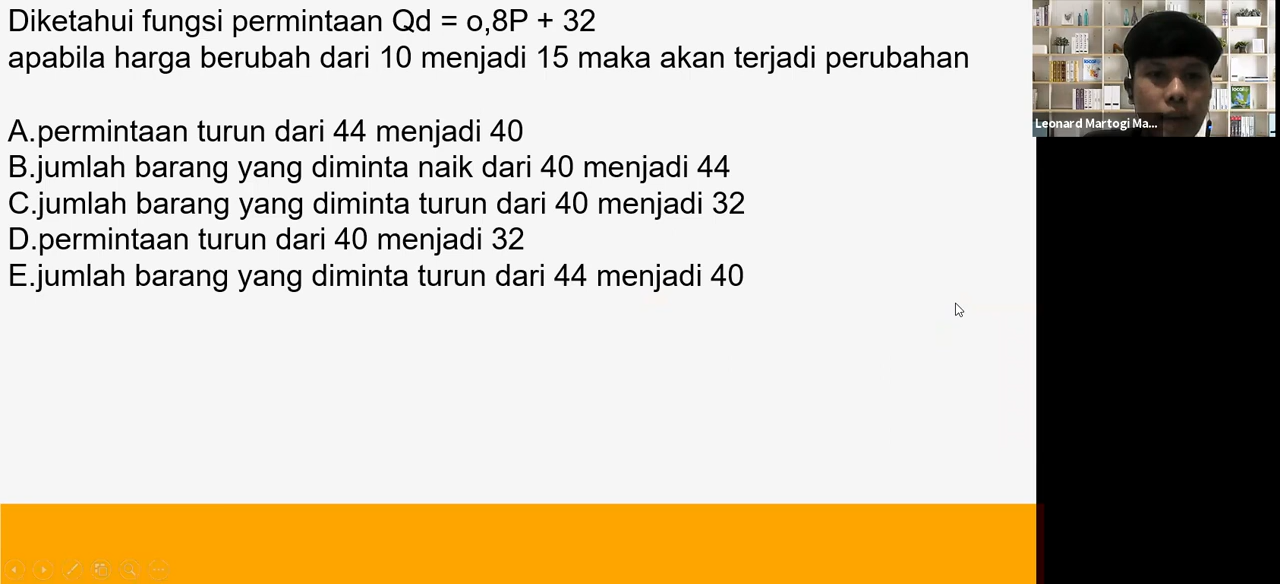 Diketahui fungsi permintaan Qd = o,8P + 32
apabila harga berubah dari 10 menjadi 15 maka akan terjadi perubahan
A.permintaan turun dari 44 menjadi 40
B.jumlah barang yang diminta naik dari 40 menjadi 44
C.jumlah barang yang diminta turun dari 40 menjadi 32
D.permintaan turun dari 40 menjadi 32
E.jumlah barang yang diminta turun dari 44 menjadi 40
Leonard Martogi Ma...